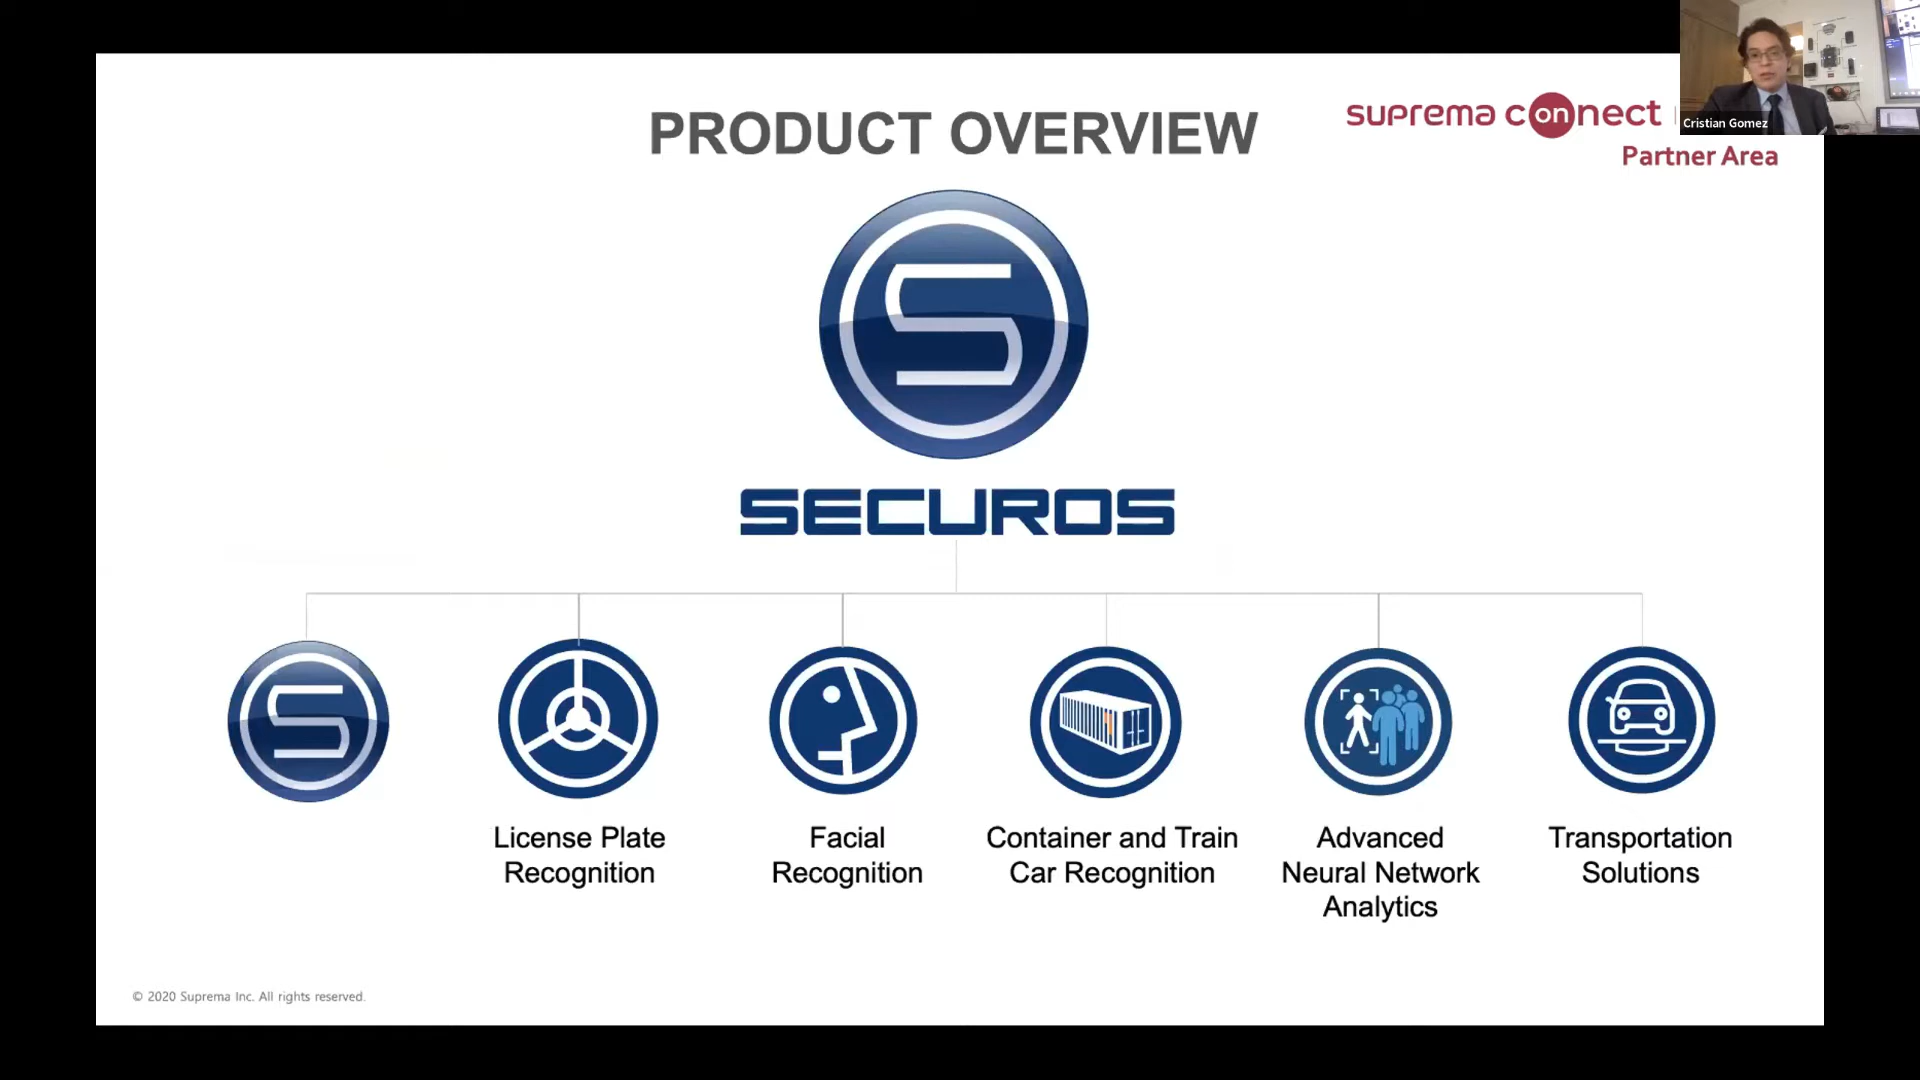 PRODUCT OVERVIEW
suprema connect
Partner Area
Cristian Gomez
SECUROS
License Plate
Recognition
Facial
Recognition
Container and Train
Car Recognition
Advanced
Neural Network
Analytics
Transportation
Solutions
© 2020 Suprema Inc. All rights reserved.